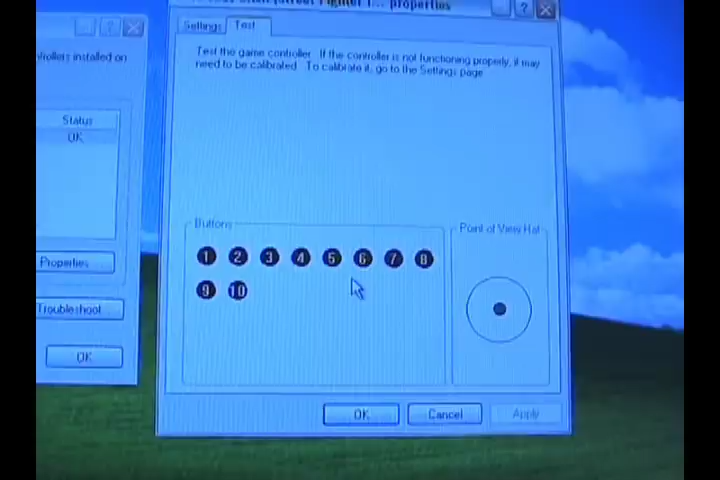 properties
Settings
Test
ntrollers installed on
Test the game controller. If the controller is not functioning properly, it may
need to be calibrated. To calibrate it, go to the Settings page
Status
OK
Buttons
Point of View Hat
1 2 3 4 5 6 7 8
9 10
Properties
Troubleshoot...
OK
OK
Cancel
Apply